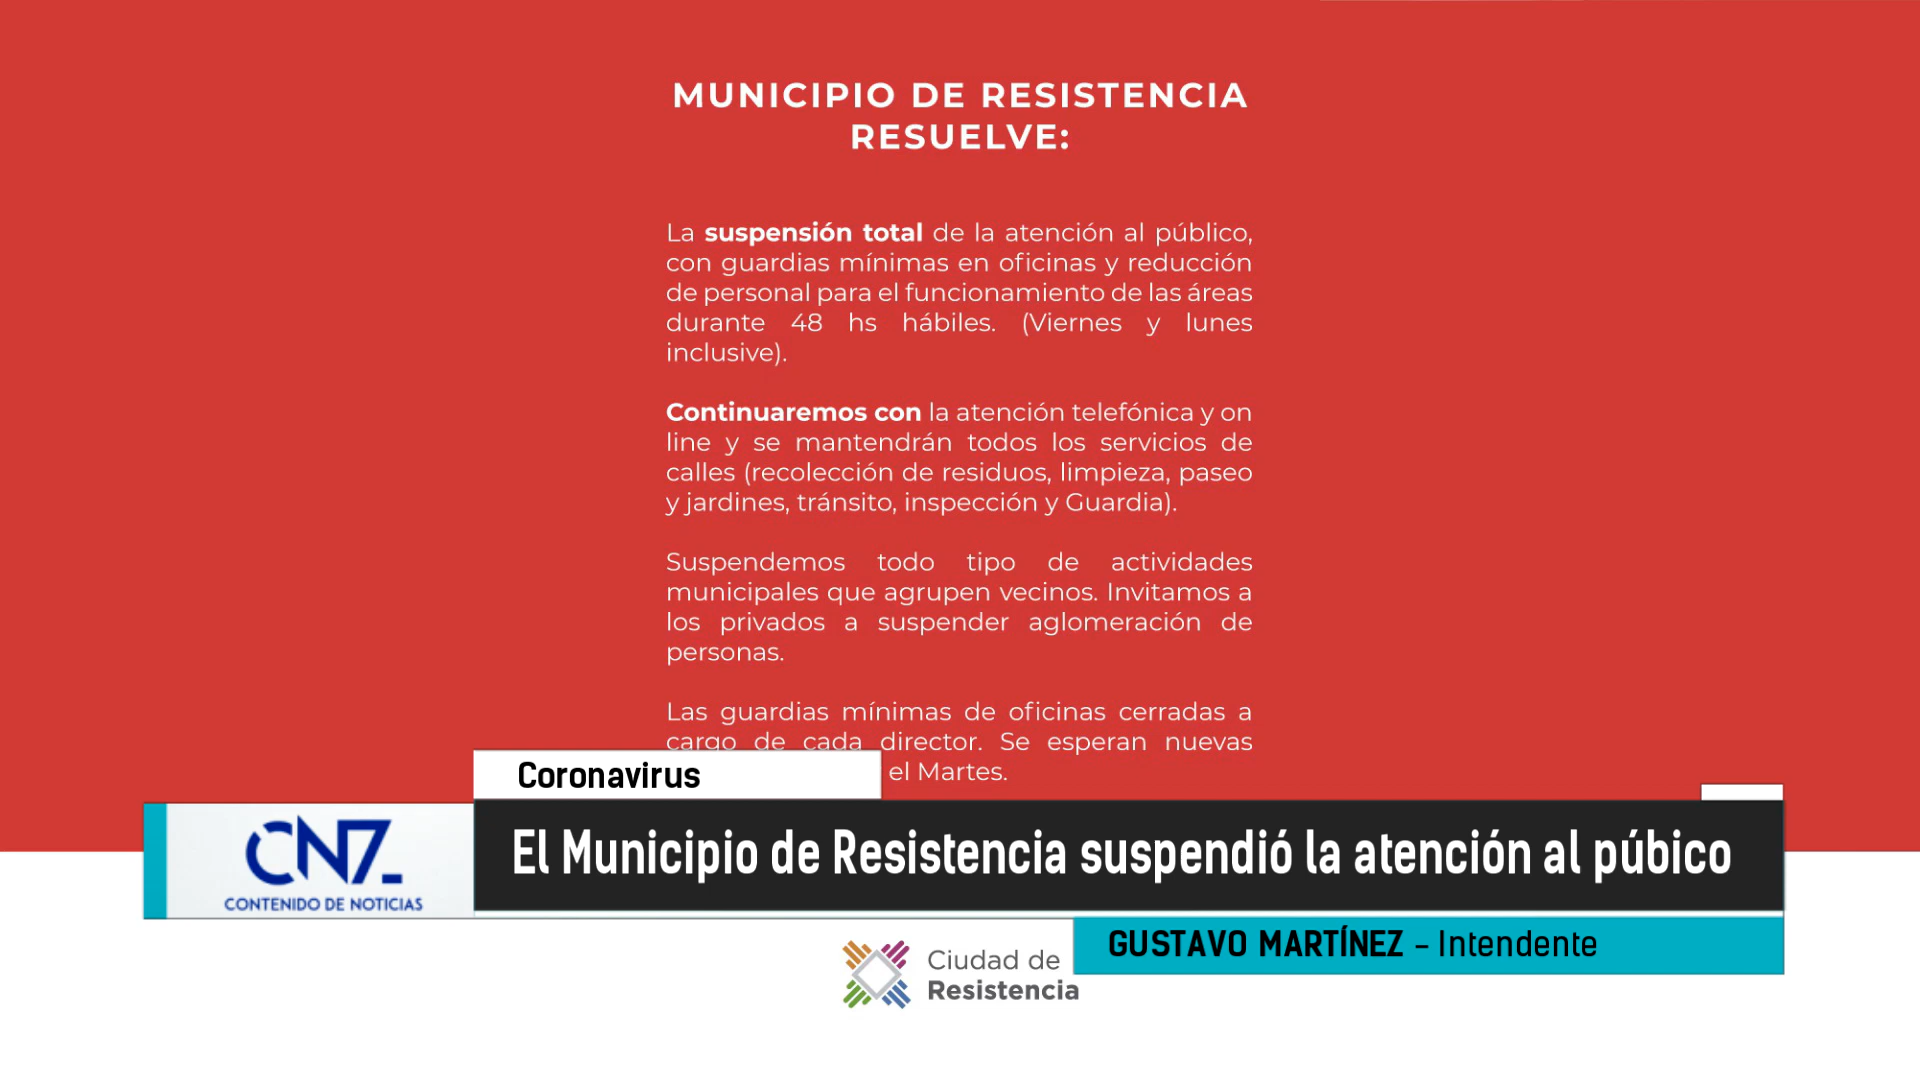 MUNICIPIO DE RESISTENCIA
RESUELVE:
La suspensión total de la atención al público,
con guardias mínimas en oficinas y reducción
de personal para el funcionamiento de las áreas
durante 48 hs hábiles. (Viernes y lunes
inclusive).
Continuaremos con la atención telefónica y on
line y se mantendrán todos los servicios de
calles (recolección de residuos, limpieza, paseo
y jardines, tránsito, inspección y Guardia).
Suspendemos todo tipo de actividades
municipales que agrupen vecinos. Invitamos a
los privados a suspender aglomeración de
personas.
Las guardias mínimas de oficinas cerradas a
cargo de cada director. Se esperan nuevas
el Martes.
Coronavirus
CN7
CONTENIDO DE NOTICIAS
El Municipio de Resistencia suspendió la atención al púbico
GUSTAVO MARTÍNEZ - Intendente
Ciudad de
Resistencia